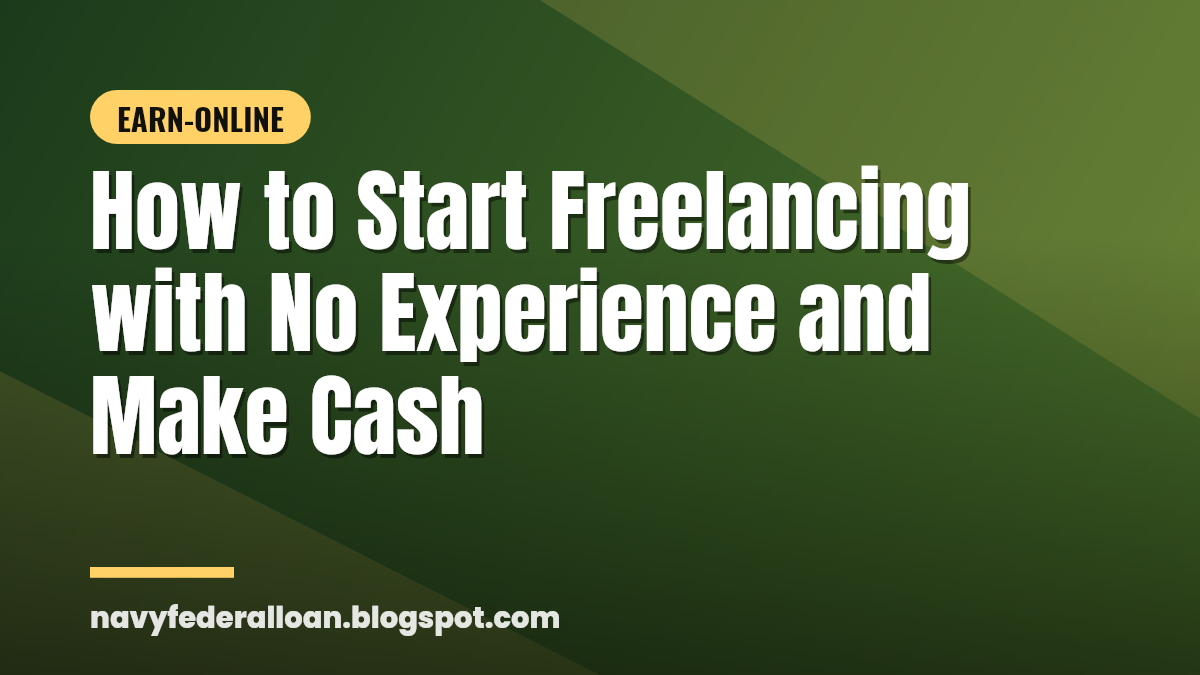 EARN-ONLINE
How to Start Freelancing
with No Experience and
Make Cash
navyfederalloan.blogspot.com